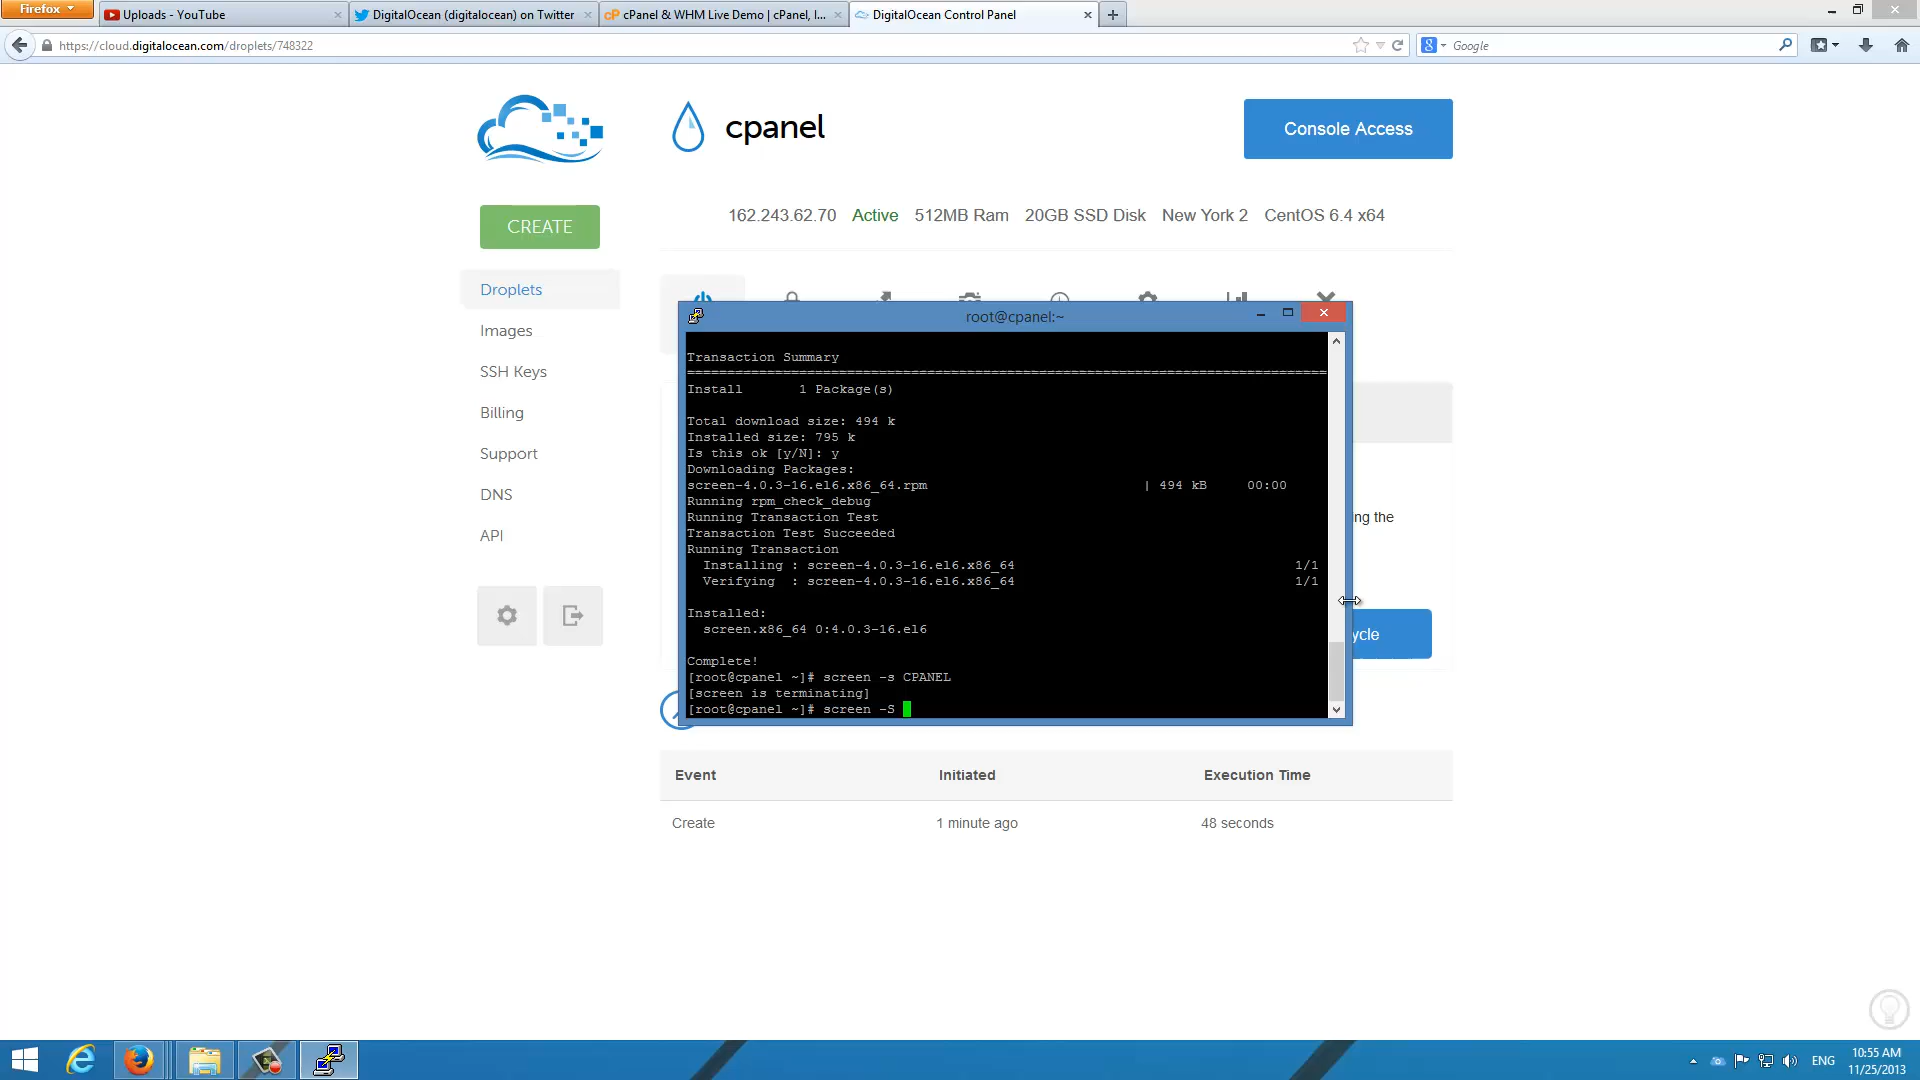 Firefox
Uploads - YouTube
DigitalOcean (digitalocean) on Twitter
cP cPanel & WHM Live Demo | cPanel, I...
DigitalOcean Control Panel
https://cloud.digitalocean.com/droplets/748322
Google
cpanel
Console Access
162.243.62.70 Active 512MB Ram 20GB SSD Disk New York 2 CentOS 6.4 x64
CREATE
Droplets
Images
SSH Keys
Billing
Support
DNS
API
root@cpanel:~
Transaction Summary
================================================================================
Install 1 Package(s)
Total download size: 494 k
Installed size: 795 k
Is this ok [y/N]: y
Downloading Packages:
screen-4.0.3-16.el6.x86_64.rpm | 494 kB 00:00
Running rpm_check_debug
Running Transaction Test
Transaction Test Succeeded
Running Transaction
Installing : screen-4.0.3-16.el6.x86_64 1/1
Verifying : screen-4.0.3-16.el6.x86_64 1/1
Installed:
screen.x86_64 0:4.0.3-16.el6
Complete!
[root@cpanel ~]# screen -s CPANEL
[screen is terminating]
[root@cpanel ~]# screen -S
ing the
ycle
Event Initiated Execution Time
Create 1 minute ago 48 seconds
ENG
10:55 AM
11/25/2013